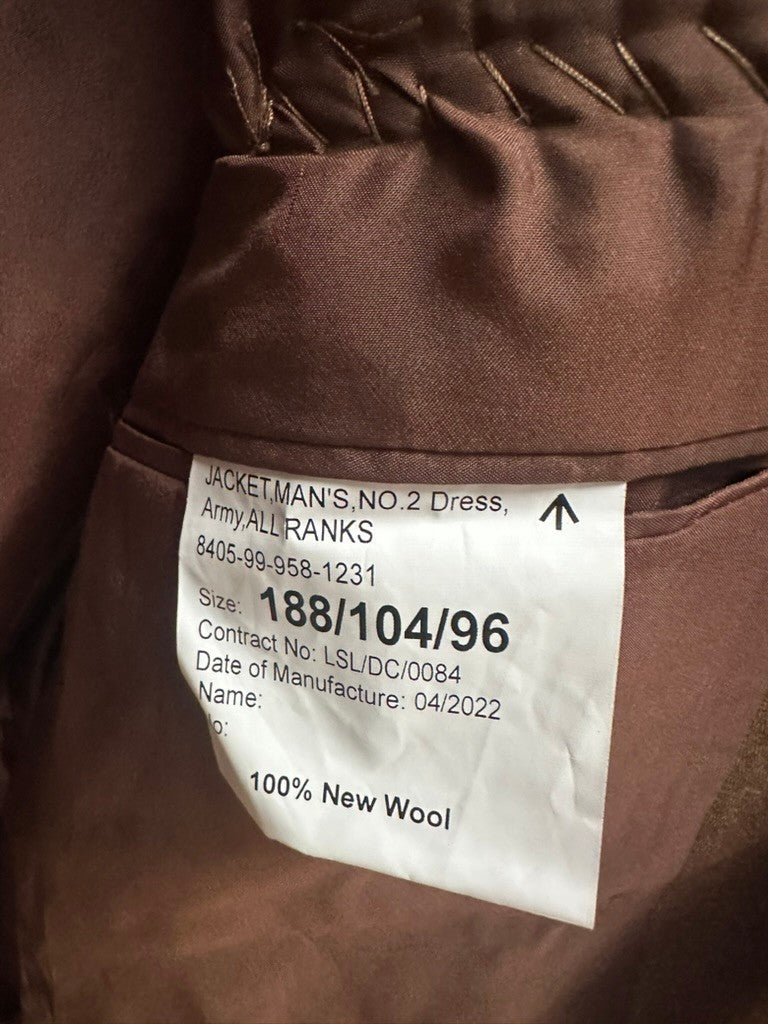 JACKET,MAN'S,NO.2 Dress,
Army,ALL RANKS
8405-99-958-1231
Size: 188/104/96
Contract No: LSL/DC/0084
Date of Manufacture: 04/2022
Name:
No:
100% New Wool